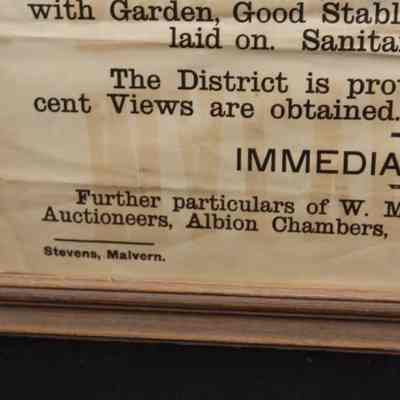 with Garden, Good Stabl
laid on. Sanita
The District is pro
cent Views are obtained.
IMMEDIA
Further particulars of W. M
Auctioneers, Albion Chambers,
Stevens, Malvern.